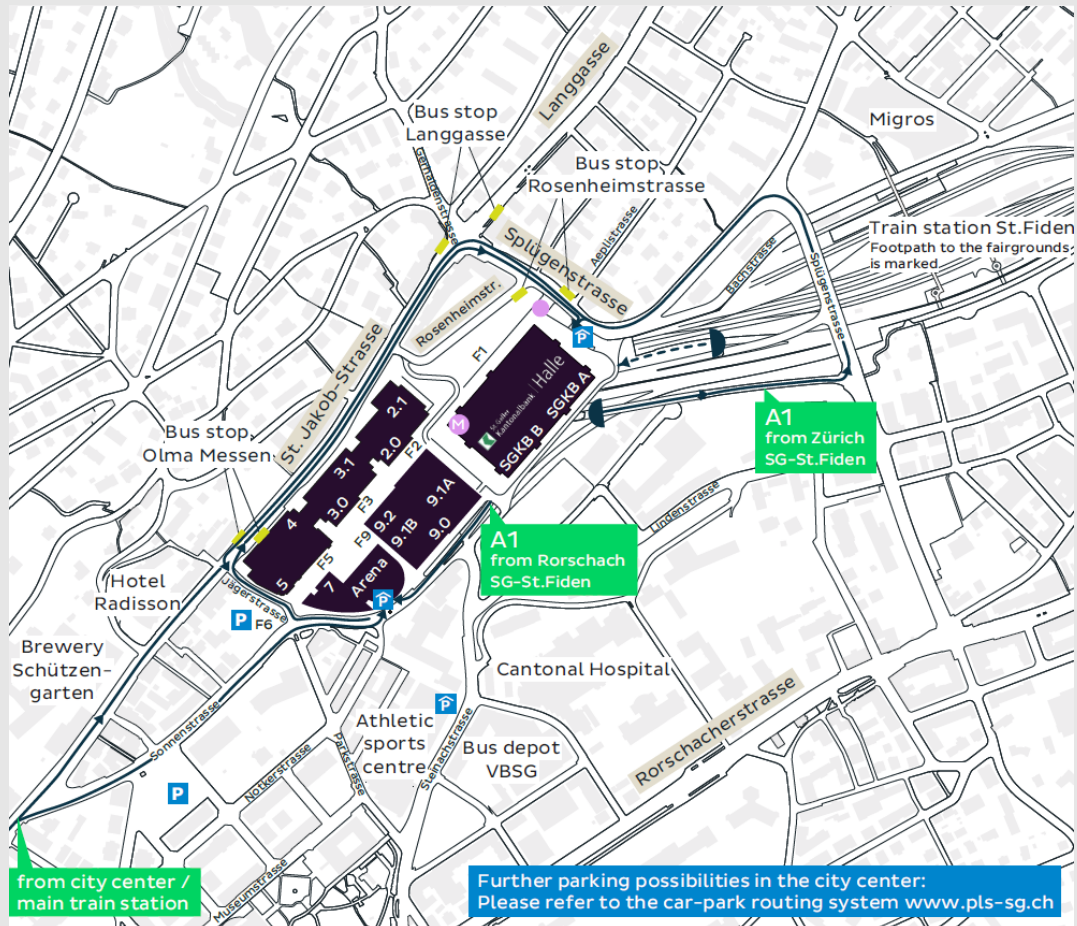 Langgasse
Bus stop
Langgasse
Migros
Gerhaldenstrasse
Bus stop,
Rosenheimstrasse
Aeplistrasse
Train station St.Fiden
Footpath to the fairgrounds
is marked
Splügenstrasse
Bachstrasse
Splügenstrasse
Rosenheimstr.
St. Jakob-Strasse
F1
P
St.Galler
Kantonalbank
Halle
SGKB A
SGKB B
M
2.1
2.0
F2
A1
from Zürich
SG-St.Fiden
Bus stop,
Olma Messen
3.1
3.0
F3
4
9.1A
9.2
9.1B
9.0
F9
F5
5
7
Arena
P
Lindenstrasse
A1
from Rorschach
SG-St.Fiden
Hotel
Radisson
Jägerstrasse
P F6
Brewery
Schützen-
garten
Cantonal Hospital
Rorschacherstrasse
Sonnenstrasse
P
Athletic
sports
centre
Parkstrasse
Steinachstrasse
Bus depot
VBSG
Notkerstrasse
P
Museumstrasse
from city center /
main train station
Further parking possibilities in the city center:
Please refer to the car-park routing system www.pls-sg.ch